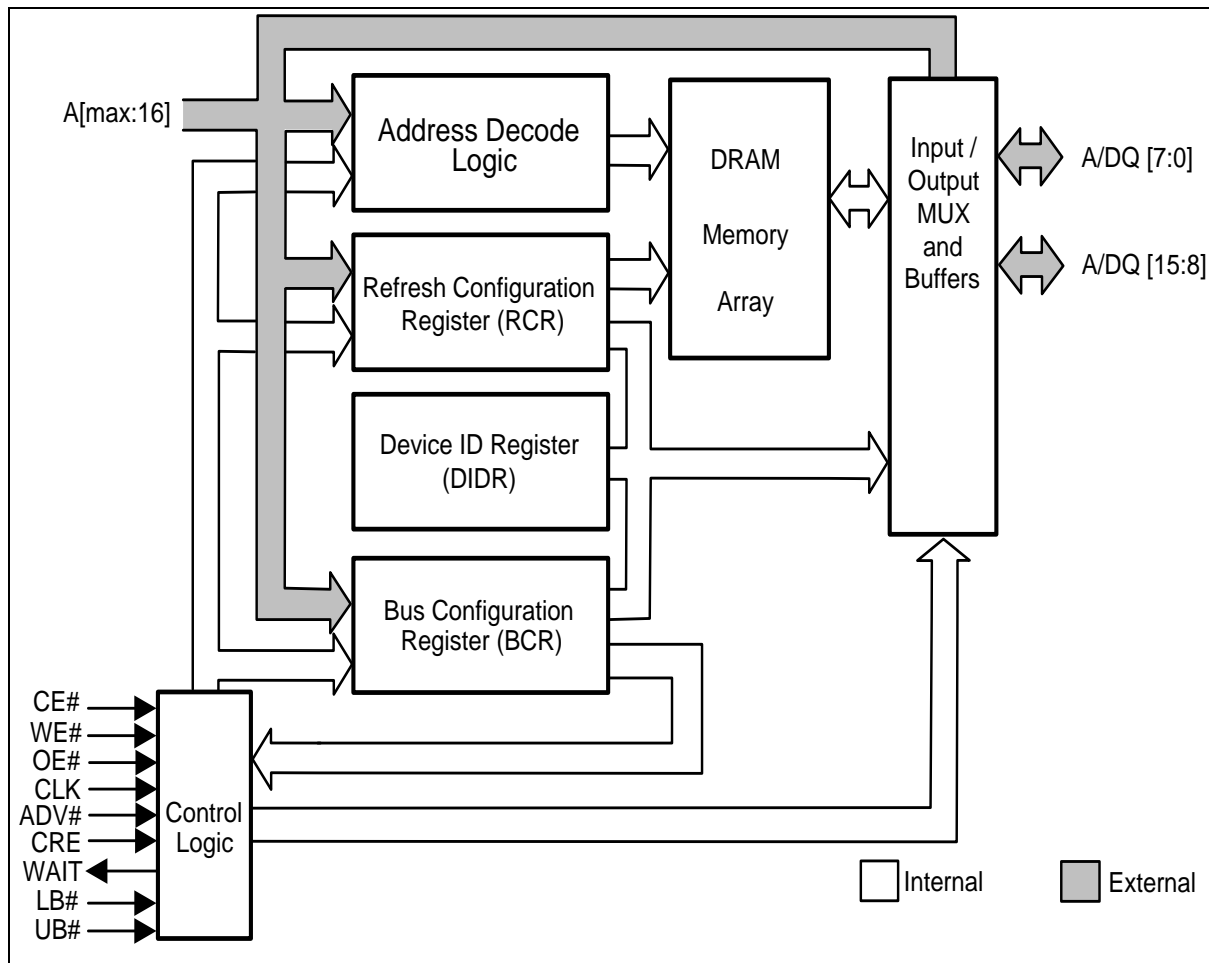 A[max:16]
Address Decode
Logic
DRAM
Memory
Array
Input /
Output
MUX
and
Buffers
A/DQ [7:0]
A/DQ [15:8]
Refresh Configuration
Register (RCR)
Device ID Register
(DIDR)
Bus Configuration
Register (BCR)
CE#
WE#
OE#
CLK
ADV#
CRE
WAIT
LB#
UB#
Control
Logic
Internal
External